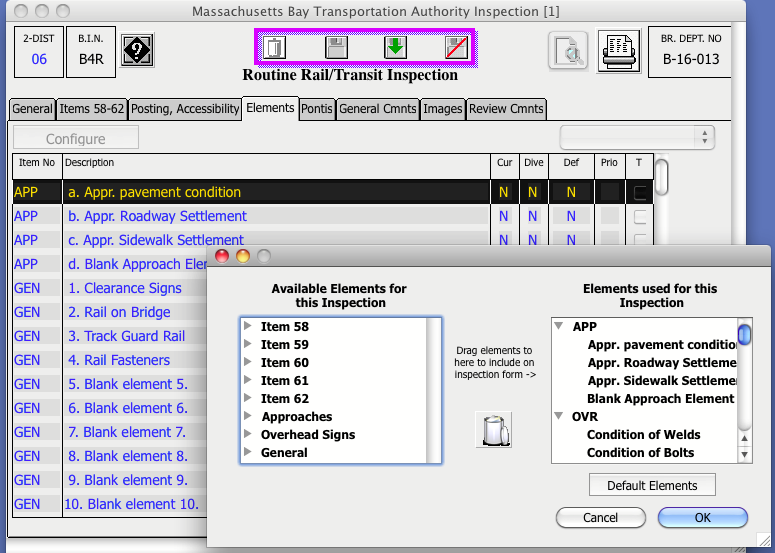 Massachusetts Bay Transportation Authority Inspection [1]
2-DIST
06
B.I.N.
B4R
?
BR. DEPT. NO
B-16-013
Routine Rail/Transit Inspection
General Items 58-62 Posting, Accessibility Elements Pontis General Cmnts Images Review Cmnts
Configure
Item No Description Cur Dive Def Prio T
APP a. Appr. pavement condition N N N
APP b. Appr. Roadway Settlement N N N
APP c. Appr. Sidewalk Settlement N N N
APP d. Blank Approach Eler
GEN 1. Clearance Signs
GEN 2. Rail on Bridge
GEN 3. Track Guard Rail
GEN 4. Rail Fasteners
GEN 5. Blank element 5.
GEN 6. Blank element 6.
GEN 7. Blank element 7.
GEN 8. Blank element 8.
GEN 9. Blank element 9.
GEN 10. Blank element 10.
Available Elements for
this Inspection
Item 58
Item 59
Item 60
Item 61
Item 62
Approaches
Overhead Signs
General
Drag elements to
here to include on
inspection form ->
Elements used for this
Inspection
APP
Appr. pavement conditio
Appr. Roadway Settleme
Appr. Sidewalk Settleme
Blank Approach Element
OVR
Condition of Welds
Condition of Bolts
Default Elements
Cancel OK